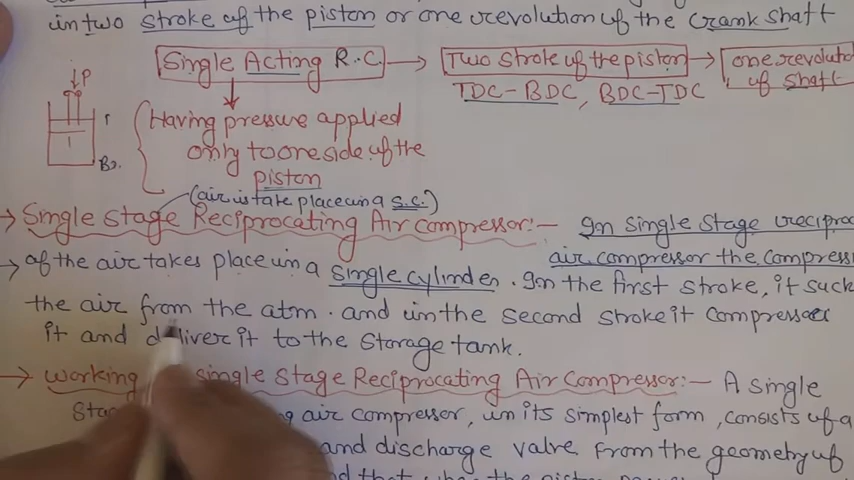 in two stroke of the piston or one revolution of the crank shaft
Single Acting R.C → Two stroke of the piston → one revolution
TDC-BDC, BDC-TDC
of shaft
P
Having pressure applied
only to one side of the
piston
(air is take place in a s.c.)
→ Single stage Reciprocating Air compressor:- In single stage reciproc
air compressor the compress
→ of the air takes place in a single cylinder. In the first stroke, it suck
the air from the atm. and in the second stroke it compresser
it and deliver it to the storage tank.
→ working single stage Reciprocating Air Compressor:- A single
air compressor, in its simplest form, consists of a
and discharge valve. From the geometry of